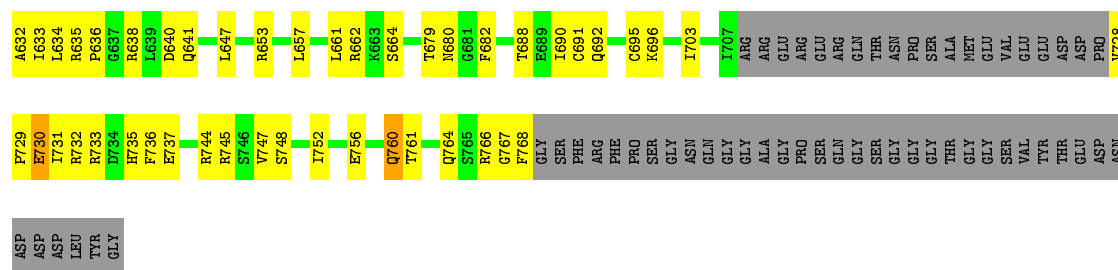 A632 I633 L634 R635 P636 G637 R638 L639 D640 Q641 L647 R653 L657 L661 R662 K663 S664 T679 N680 G681 F682 T688 E689 I690 C691 Q692 C695 K696 I703 I707 ARG ARG GLU ARG GLU ARG GLN THR ASN PRO SER ALA MET GLU VAL GLU GLU ASP ASP PRO V728
P729 E730 I731 R732 R733 D734 H735 F736 E737 R744 R745 S746 V747 S748 I752 E756 Q760 T761 Q764 S765 R766 G767 F768 GLY SER PHE ARG PHE PRO SER GLY ASN GLN GLY GLY ALA GLY PRO SER GLN GLY SER GLY GLY THR GLY GLY SER VAL TYR THR GLU ASP ASN
ASP ASP ASP LEU TYR GLY